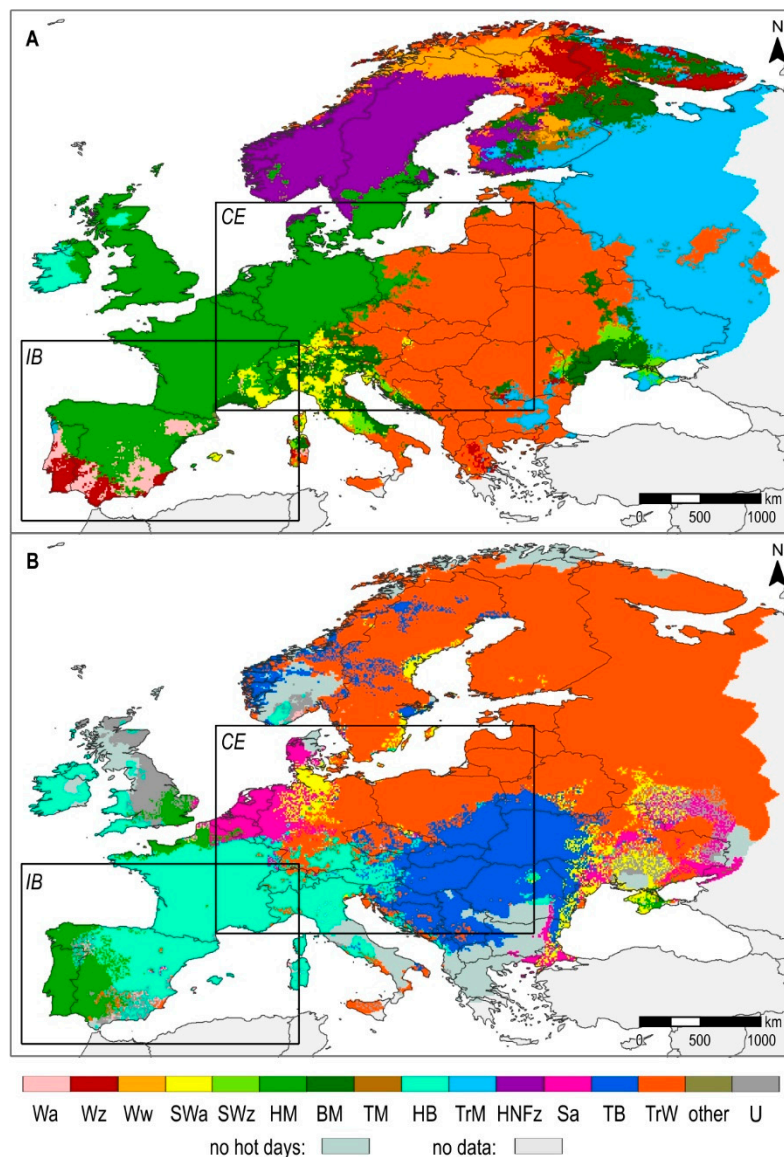 A
N
CE
IB
km
0 500 1000
B
N
CE
IB
km
0 500 1000
Wa Wz Ww SWa SWz HM BM TM HB TrM HNFz Sa TB TrW other U
no hot days: no data: